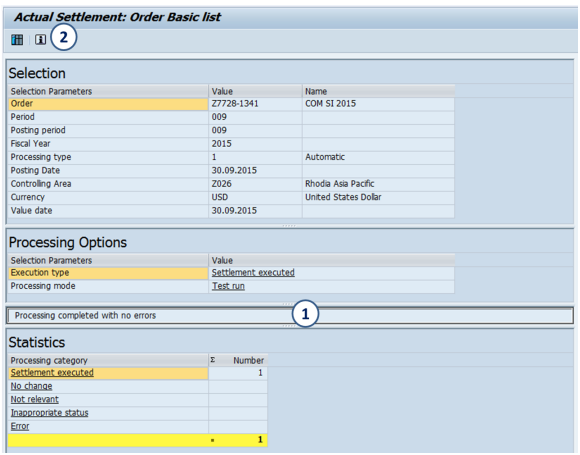 Actual Settlement: Order Basic list
2
Selection
Selection Parameters Value Name
Order Z7728-1341 COM SI 2015
Period 009
Posting period 009
Fiscal Year 2015
Processing type 1 Automatic
Posting Date 30.09.2015
Controlling Area Z026 Rhodia Asia Pacific
Currency USD United States Dollar
Value date 30.09.2015
Processing Options
Selection Parameters Value
Execution type Settlement executed
Processing mode Test run
Processing completed with no errors 1
Statistics
Processing category Σ Number
Settlement executed 1
No change
Not relevant
Inappropriate status
Error
1